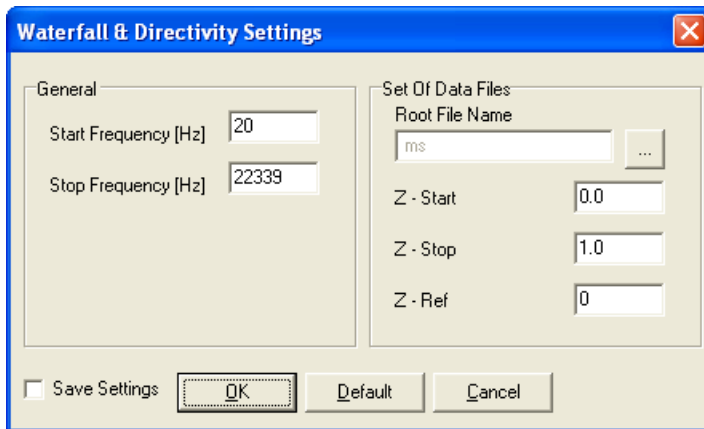 Waterfall & Directivity Settings
General
Start Frequency [Hz] 20
Stop Frequency [Hz] 22339
Set Of Data Files
Root File Name
ms ...
Z - Start 0.0
Z - Stop 1.0
Z - Ref 0
Save Settings OK Default Cancel